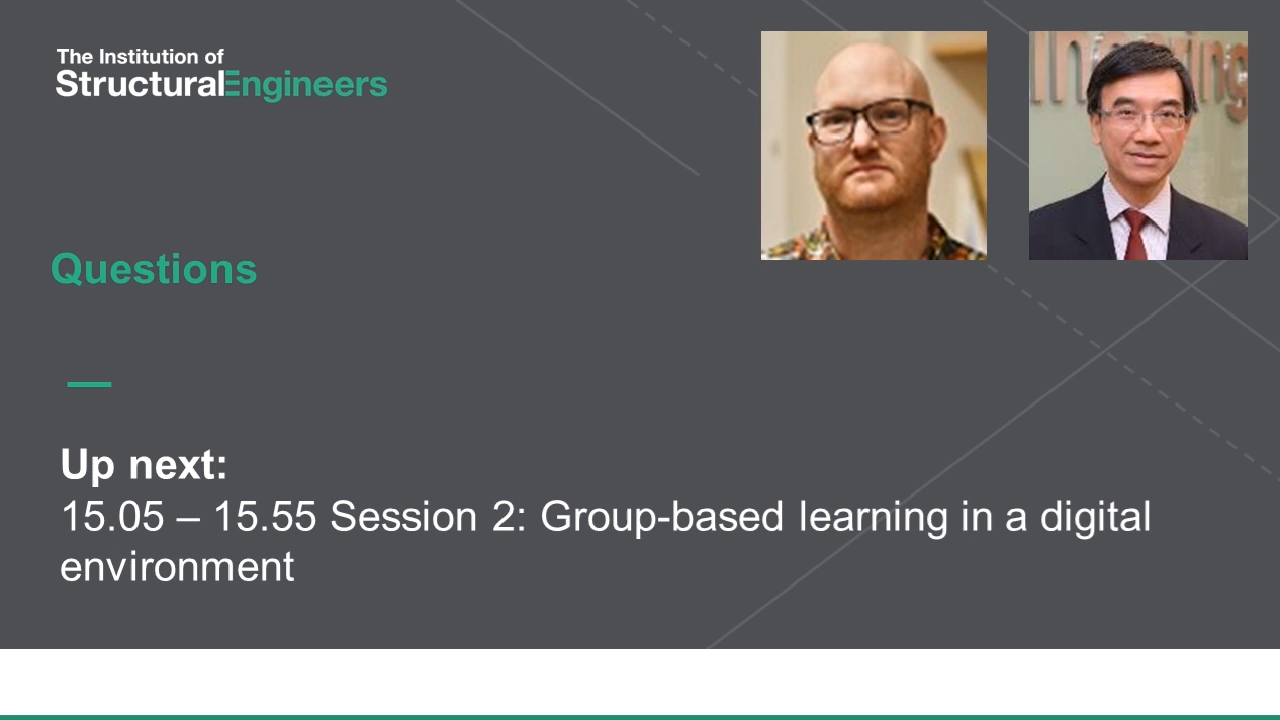 The Institution of
StructuralEngineers
Questions
Up next:
15.05 – 15.55 Session 2: Group-based learning in a digital
environment